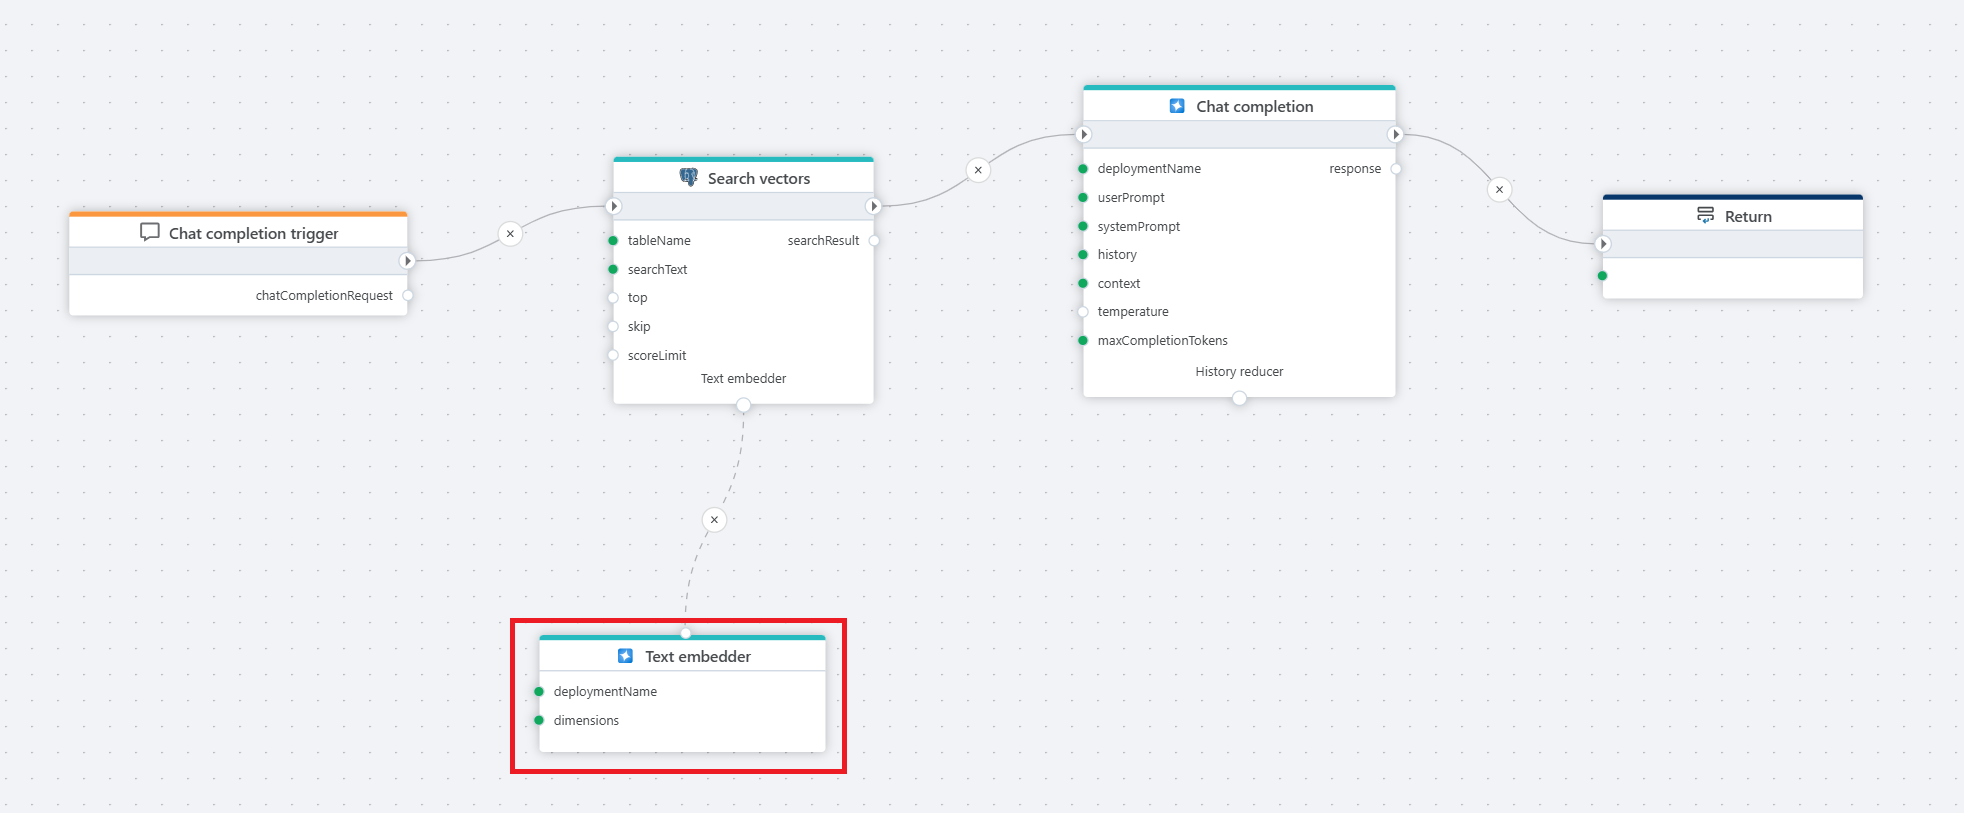 Chat completion trigger
chatCompletionRequest
Search vectors
tableName
searchResult
searchText
top
skip
scoreLimit
Text embedder
Chat completion
deploymentName
response
userPrompt
systemPrompt
history
context
temperature
maxCompletionTokens
History reducer
Return
Text embedder
deploymentName
dimensions